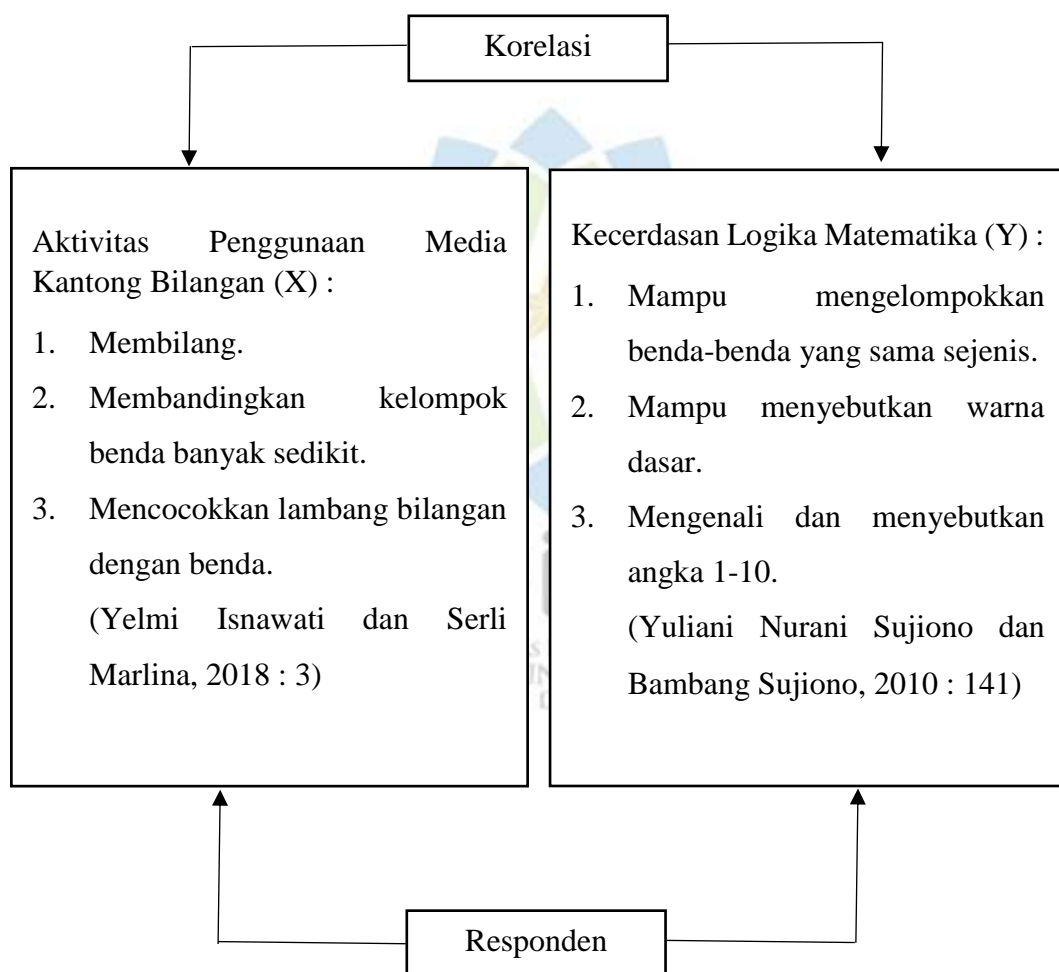 Korelasi
Aktivitas Penggunaan Media
Kantong Bilangan (X) :
1. Membilang.
2. Membandingkan kelompok
benda banyak sedikit.
3. Mencocokkan lambang bilangan
dengan benda.
(Yelmi Isnawati dan Serli
Marlina, 2018 : 3)
Kecerdasan Logika Matematika (Y) :
1. Mampu mengelompokkan
benda-benda yang sama sejenis.
2. Mampu menyebutkan warna
dasar.
3. Mengenali dan menyebutkan
angka 1-10.
(Yuliani Nurani Sujiono dan
Bambang Sujiono, 2010 : 141)
Responden